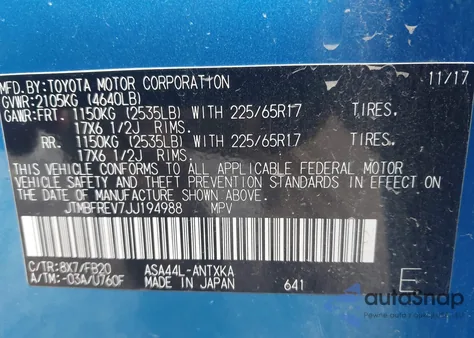 MFD.BY:TOYOTA MOTOR CORPORATION 11/17
GVWR:2105KG (4640LB)
GAWR:FRT. 1150KG (2535LB) WITH 225/65R17 TIRES.
17X6 1/2J RIMS.
RR. 1150KG (2535LB) WITH 225/65R17 TIRES.
17X6 1/2J RIMS.
THIS VEHICLE CONFORMS TO ALL APPLICABLE FEDERAL MOTOR
VEHICLE SAFETY AND BUMPER STANDARDS IN EFFECT ON
THE DATE OF MANUFACTURE SHOWN ABOVE.
JTMBFREV7JJ194988 MPV
C/TR:8X7/FB20 ASA44L-ANTXKA
A/TM:-03A/U760F MADE IN JAPAN 641 E
autoSnap